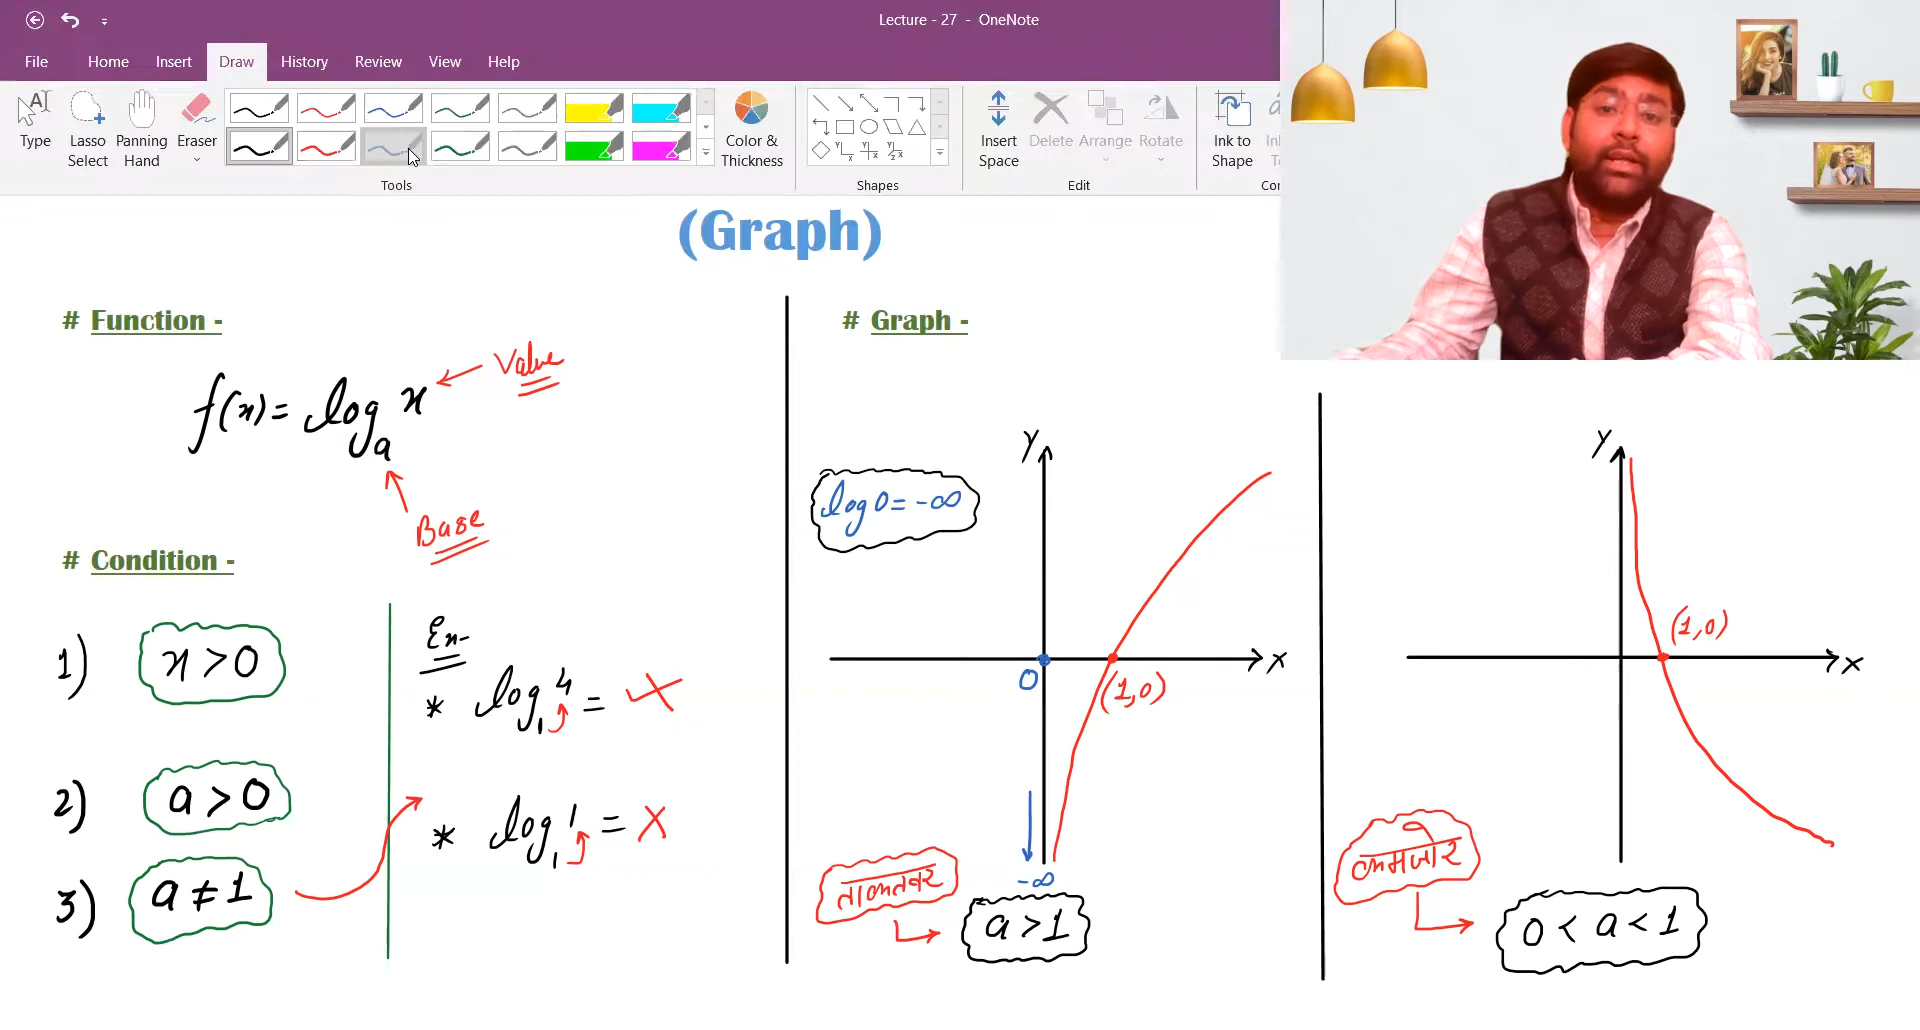 Lecture - 27 - OneNote
File Home Insert Draw History Review View Help
Type
Lasso Select
Panning Hand
Eraser
Color & Thickness
Insert Space
Delete
Arrange
Rotate
Ink to Shape
Tools
Shapes
Edit
(Graph)
# Function -
f(x) = log_a x
Value
Base
# Condition -
1) x > 0
2) a > 0
3) a ≠ 1
Ex-
* log_1 4 = ×
* log_1 1 = ×
# Graph -
log 0 = -∞
Y
X
0
(1,0)
-∞
ताकतवर
a > 1
Y
X
(1,0)
कमजोर
0 < a < 1